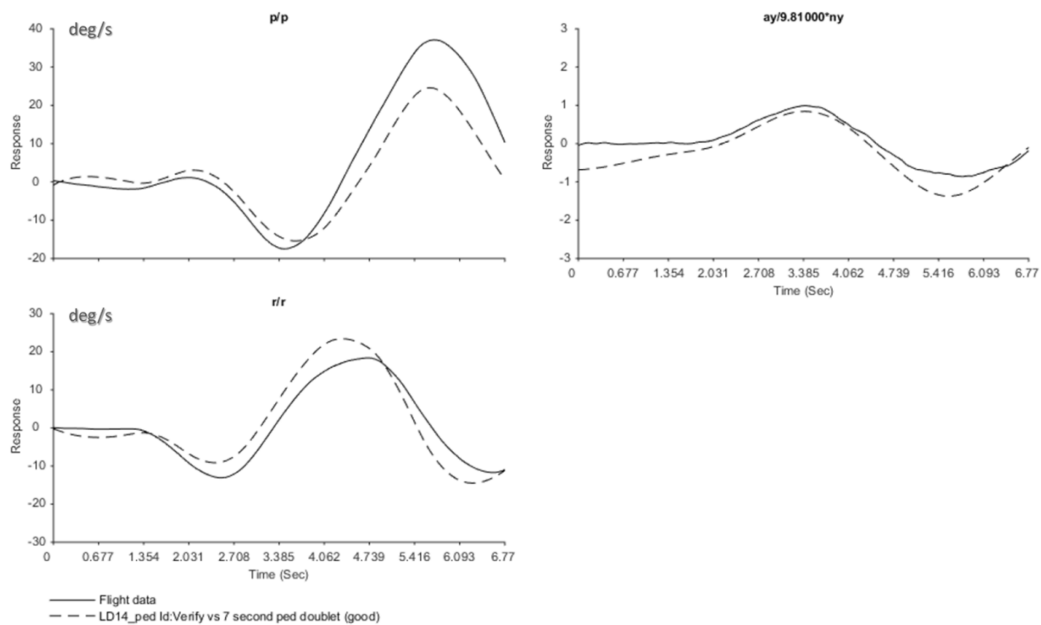 p/p
deg/s
40
30
20
10
0
-10
-20
Response
ay/9.81000*ny
3
2
1
0
-1
-2
-3
Response
0 0.677 1.354 2.031 2.708 3.385 4.062 4.739 5.416 6.093 6.77
Time (Sec)
r/r
deg/s
30
20
10
0
-10
-20
-30
Response
0 0.677 1.354 2.031 2.708 3.385 4.062 4.739 5.416 6.093 6.77
Time (Sec)
Flight data
LD14_ped Id:Verify vs 7 second ped doublet (good)